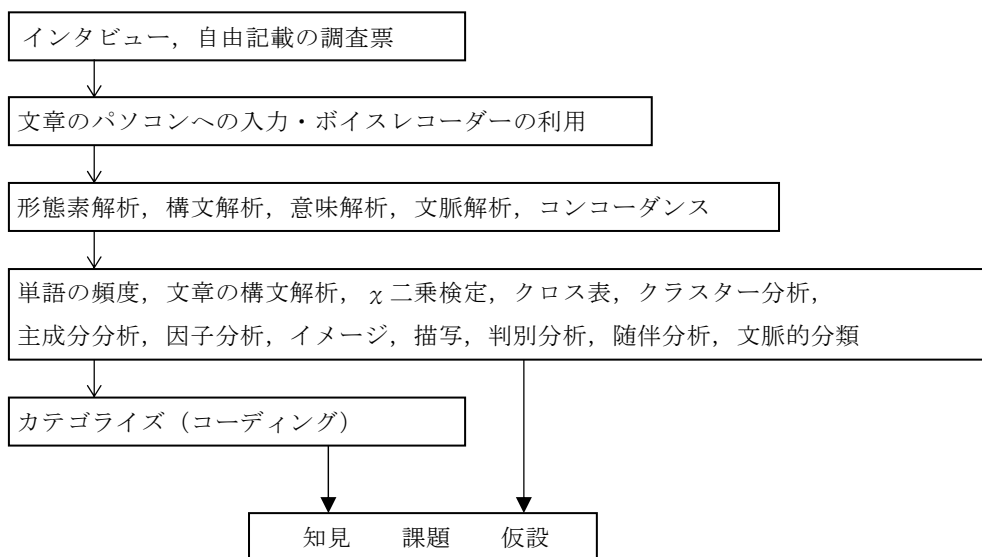 インタビュー，自由記載の調査票
文章のパソコンへの入力・ボイスレコーダーの利用
形態素解析，構文解析，意味解析，文脈解析，コンコーダンス
単語の頻度，文章の構文解析，χ二乗検定，クロス表，クラスター分析，
主成分分析，因子分析，イメージ，描写，判別分析，随伴分析，文脈的分類
カテゴライズ（コーディング）
知見　課題　仮設